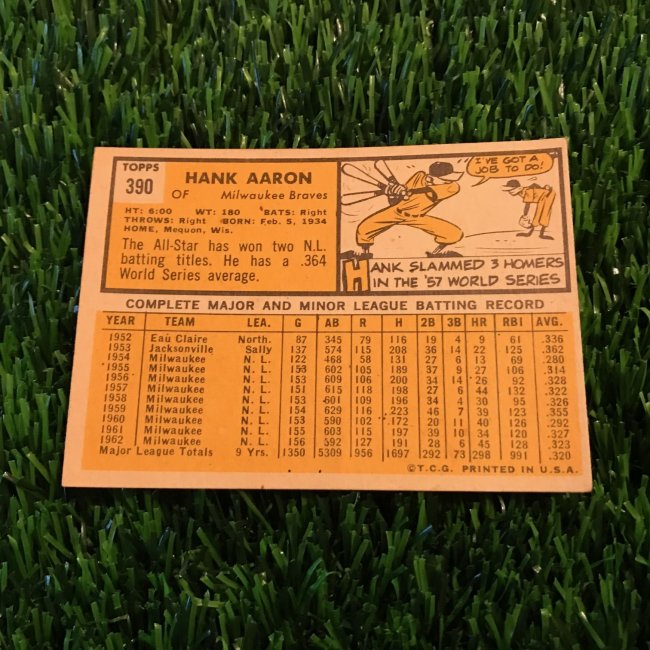 TOPPS
390
HANK AARON
OF Milwaukee Braves
HT: 6:00 WT: 180 BATS: Right
THROWS: Right BORN: Feb. 5, 1934
HOME, Mequon, Wis.
The All-Star has won two N.L.
batting titles. He has a .364
World Series average.
I'VE GOT A
JOB TO DO!
HANK SLAMMED 3 HOMERS
IN THE '57 WORLD SERIES
COMPLETE MAJOR AND MINOR LEAGUE BATTING RECORD
YEAR TEAM LEA. G AB R H 2B 3B HR RBI AVG.
1952 Eau Claire North. 87 345 79 116 19 4 9 61 .336
1953 Jacksonville Sally 137 574 115 208 36 14 22 125 .362
1954 Milwaukee N.L. 122 468 58 131 27 6 13 69 .280
1955 Milwaukee N.L. 153 602 105 189 37 9 27 106 .314
1956 Milwaukee N.L. 153 609 106 200 34 14 26 92 .328
1957 Milwaukee N.L. 151 615 118 198 27 6 44 132 .322
1958 Milwaukee N.L. 153 601 109 196 34 4 30 95 .326
1959 Milwaukee N.L. 154 629 116 223 46 7 39 123 .355
1960 Milwaukee N.L. 153 590 102 172 20 11 40 126 .292
1961 Milwaukee N.L. 155 603 115 197 39 10 34 120 .327
1962 Milwaukee N.L. 156 592 127 191 28 6 45 128 .323
Major League Totals 9 Yrs. 1350 5309 956 1697 292 73 298 991 .320
©T.C.G. PRINTED IN U.S.A.